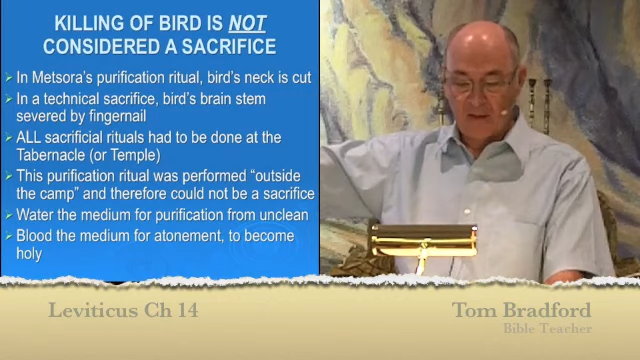 KILLING OF BIRD IS NOT
CONSIDERED A SACRIFICE
➢ In Metsora's purification ritual, bird's neck is cut
➢ In a technical sacrifice, bird's brain stem
severed by fingernail
➢ ALL sacrificial rituals had to be done at the
Tabernacle (or Temple)
➢ This purification ritual was performed "outside
the camp" and therefore could not be a sacrifice
➢ Water the medium for purification from unclean
➢ Blood the medium for atonement, to become
holy
Leviticus Ch 14
Tom Bradford
Bible Teacher